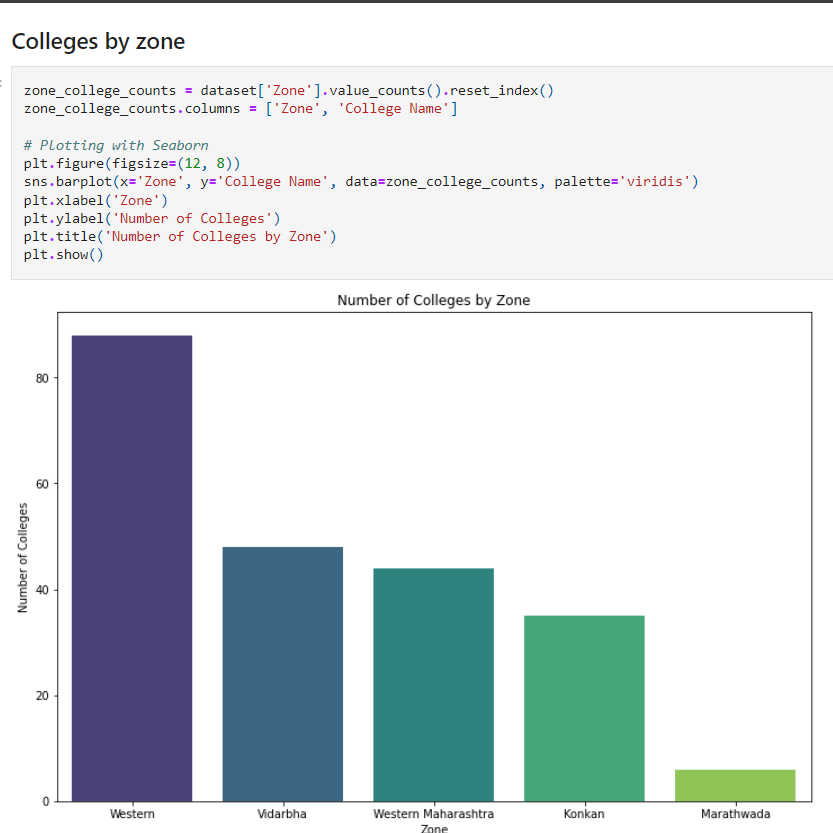 Colleges by zone
zone_college_counts = dataset['Zone'].value_counts().reset_index()
zone_college_counts.columns = ['Zone', 'College Name']
# Plotting with Seaborn
plt.figure(figsize=(12, 8))
sns.barplot(x='Zone', y='College Name', data=zone_college_counts, palette='viridis')
plt.xlabel('Zone')
plt.ylabel('Number of Colleges')
plt.title('Number of Colleges by Zone')
plt.show()
Number of Colleges by Zone
Number of Colleges
80
60
40
20
0
Western Vidarbha Western Maharashtra Konkan Marathwada
Zone